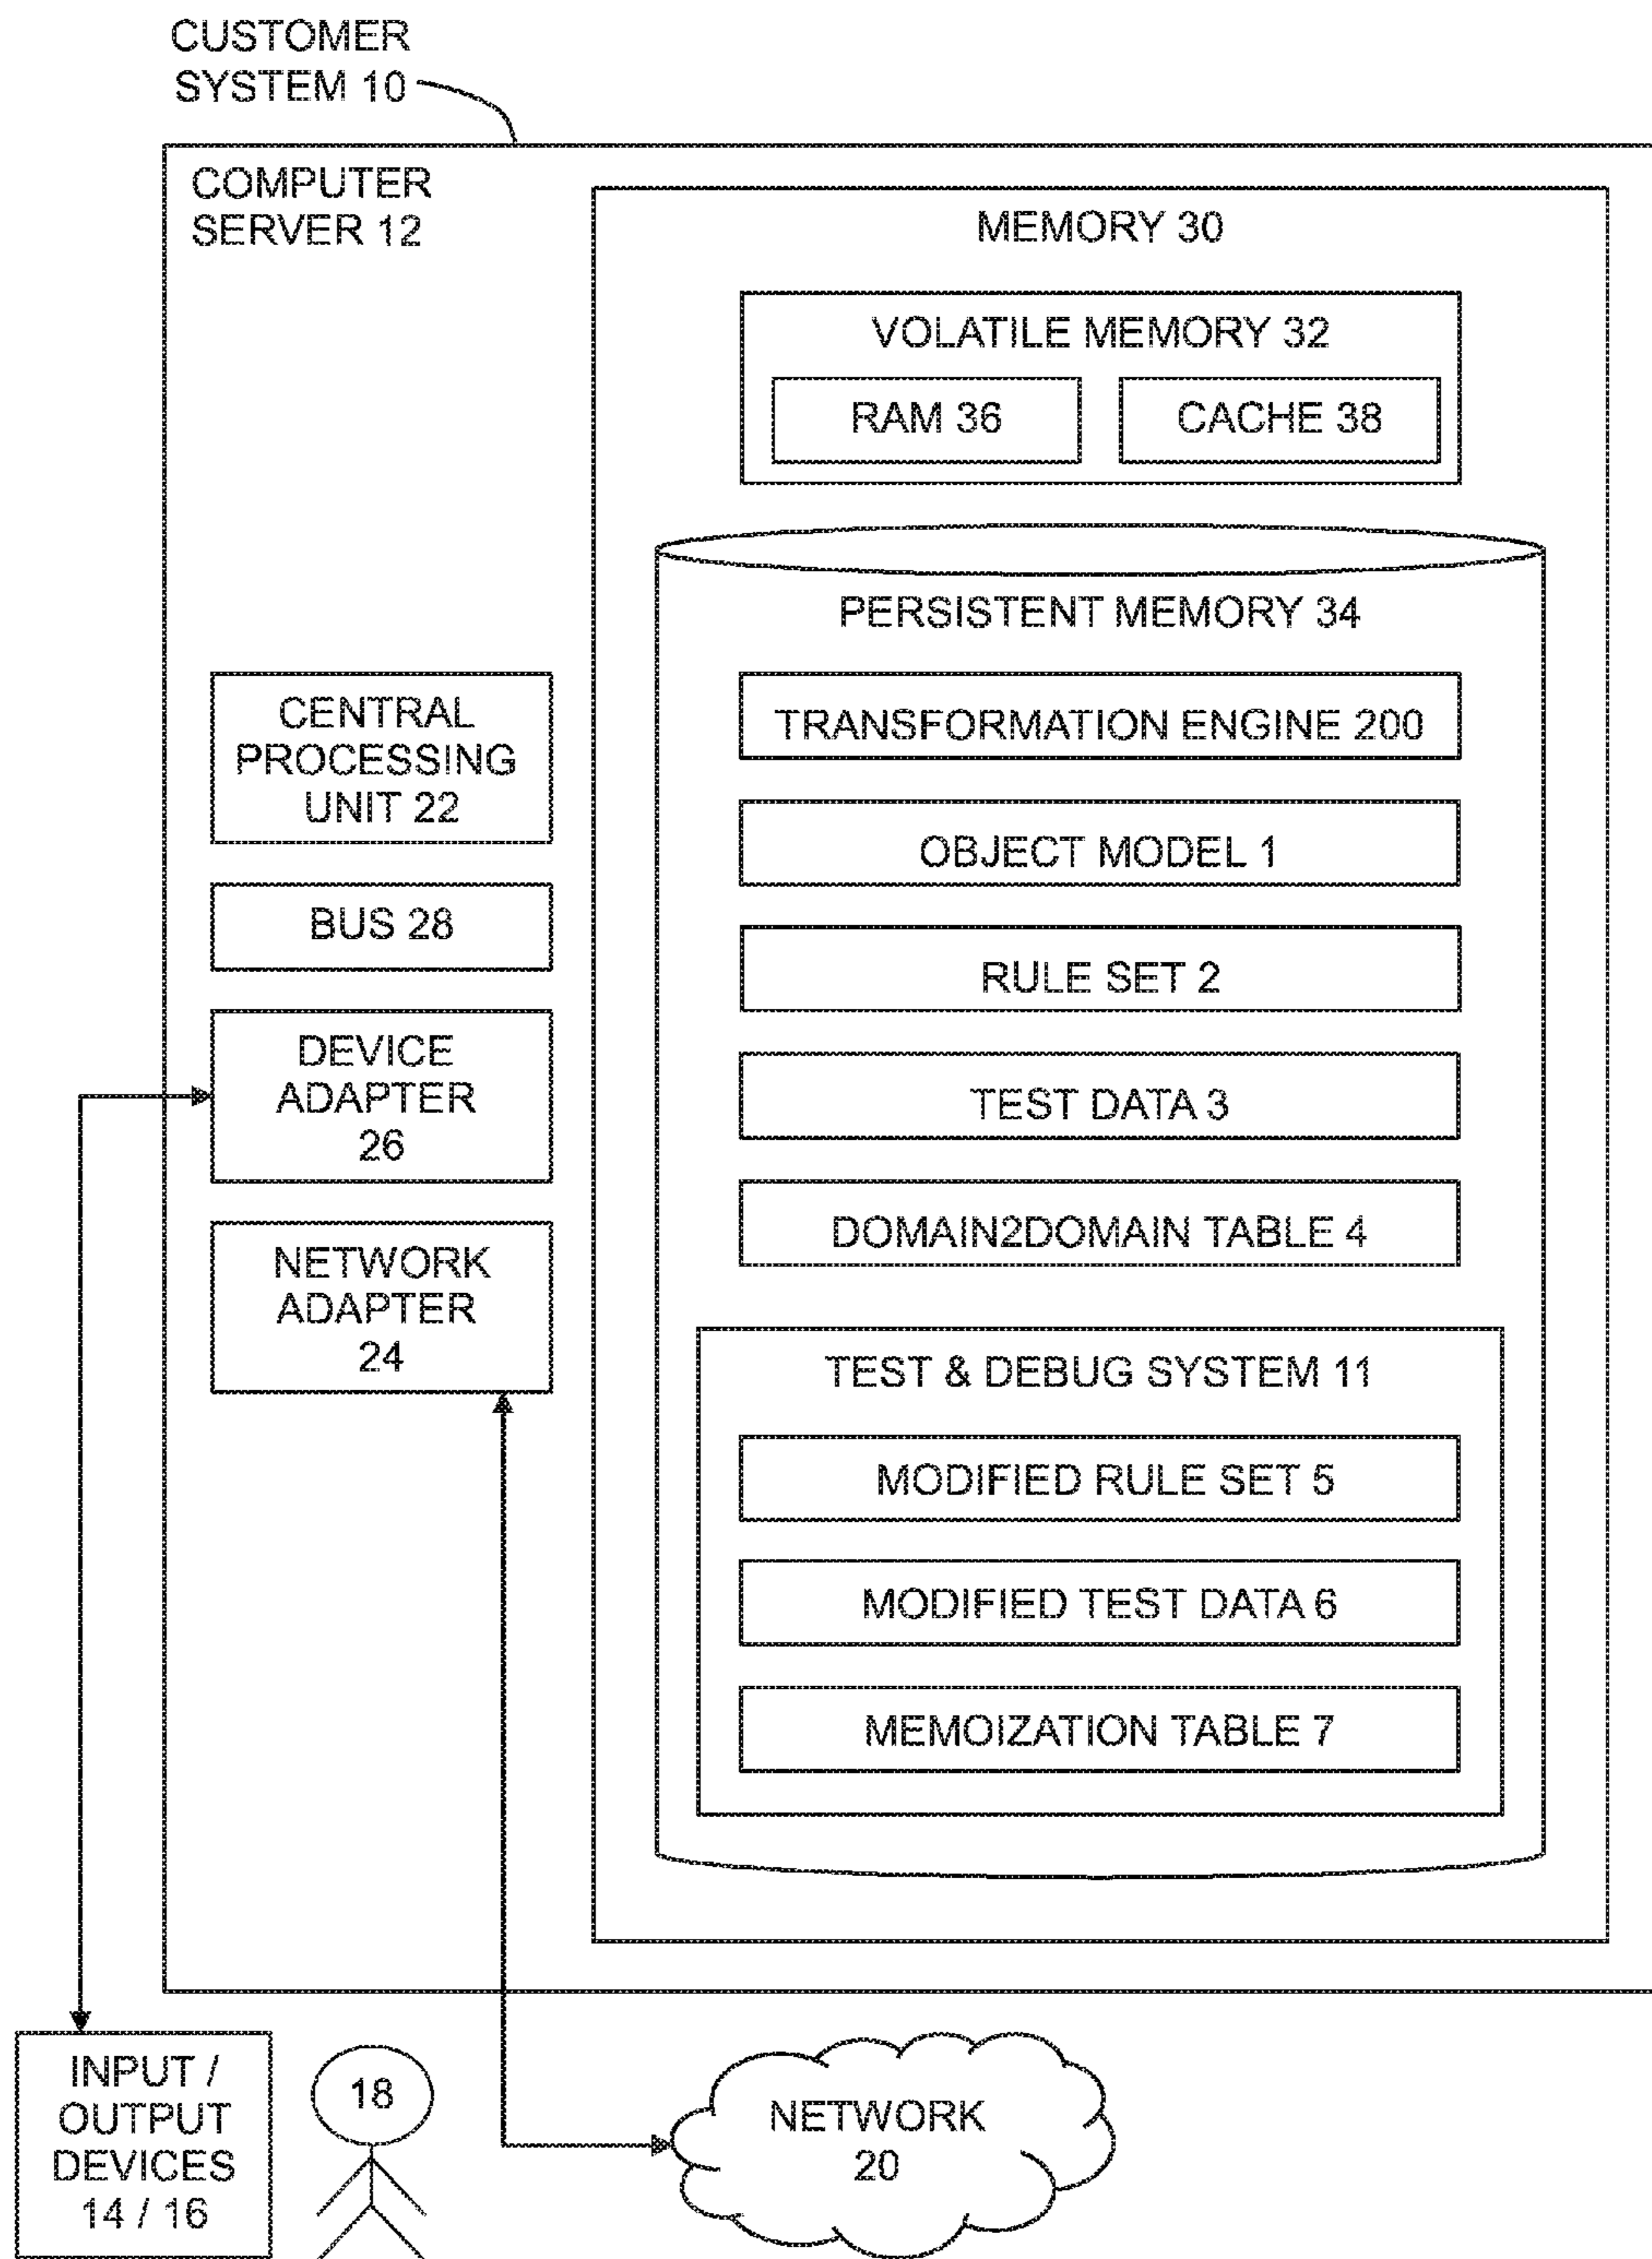 CUSTOMER
SYSTEM 10
COMPUTER
SERVER 12
MEMORY 30
VOLATILE MEMORY 32
RAM 36
CACHE 38
PERSISTENT MEMORY 34
TRANSFORMATION ENGINE 200
OBJECT MODEL 1
RULE SET 2
TEST DATA 3
DOMAIN2DOMAIN TABLE 4
TEST & DEBUG SYSTEM 11
MODIFIED RULE SET 5
MODIFIED TEST DATA 6
MEMOIZATION TABLE 7
CENTRAL
PROCESSING
UNIT 22
BUS 28
DEVICE
ADAPTER
26
NETWORK
ADAPTER
24
INPUT /
OUTPUT
DEVICES
14 / 16
18
NETWORK
20